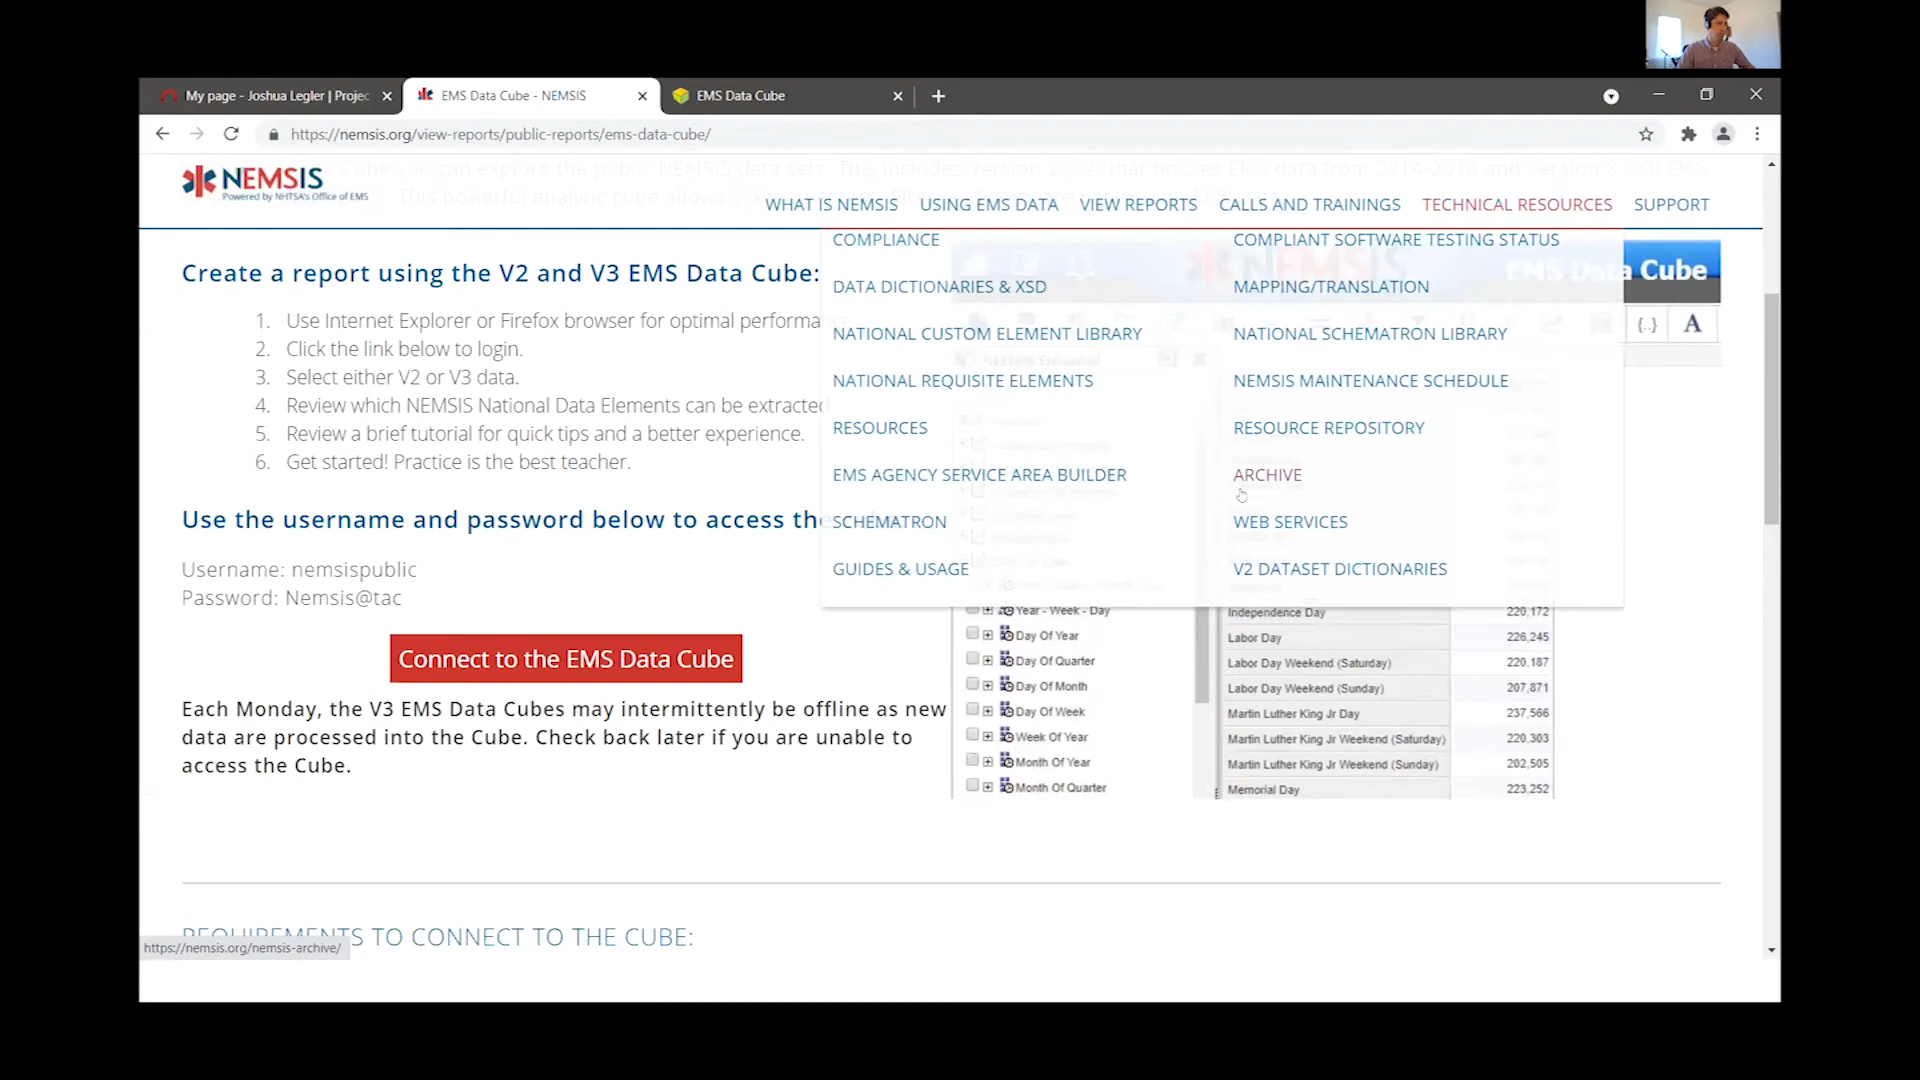 My page - Joshua Legler | Projec
EMS Data Cube - NEMSIS
EMS Data Cube
https://nemsis.org/view-reports/public-reports/ems-data-cube/
NEMSIS
Powered by NHTSA's Office of EMS
WHAT IS NEMSIS
USING EMS DATA
VIEW REPORTS
CALLS AND TRAININGS
TECHNICAL RESOURCES
SUPPORT
COMPLIANCE
COMPLIANT SOFTWARE TESTING STATUS
DATA DICTIONARIES & XSD
MAPPING/TRANSLATION
NATIONAL CUSTOM ELEMENT LIBRARY
NATIONAL SCHEMATRON LIBRARY
NATIONAL REQUISITE ELEMENTS
NEMSIS MAINTENANCE SCHEDULE
RESOURCES
RESOURCE REPOSITORY
EMS AGENCY SERVICE AREA BUILDER
ARCHIVE
SCHEMATRON
WEB SERVICES
GUIDES & USAGE
V2 DATASET DICTIONARIES
EMS Data Cube
{..} A
Create a report using the V2 and V3 EMS Data Cube:
1. Use Internet Explorer or Firefox browser for optimal performa
2. Click the link below to login.
3. Select either V2 or V3 data.
4. Review which NEMSIS National Data Elements can be extracted
5. Review a brief tutorial for quick tips and a better experience.
6. Get started! Practice is the best teacher.
Use the username and password below to access the
Username: nemsispublic
Password: Nemsis@tac
Connect to the EMS Data Cube
Each Monday, the V3 EMS Data Cubes may intermittently be offline as new
data are processed into the Cube. Check back later if you are unable to
access the Cube.
Year - Week - Day
Day Of Year
Day Of Quarter
Day Of Month
Day Of Week
Week Of Year
Month Of Year
Month Of Quarter
Independence Day 220,172
Labor Day 226,245
Labor Day Weekend (Saturday) 220,187
Labor Day Weekend (Sunday) 207,871
Martin Luther King Jr Day 237,566
Martin Luther King Jr Weekend (Saturday) 220,303
Martin Luther King Jr Weekend (Sunday) 202,505
Memorial Day 223,252
REQUIREMENTS TO CONNECT TO THE CUBE:
https://nemsis.org/nemsis-archive/